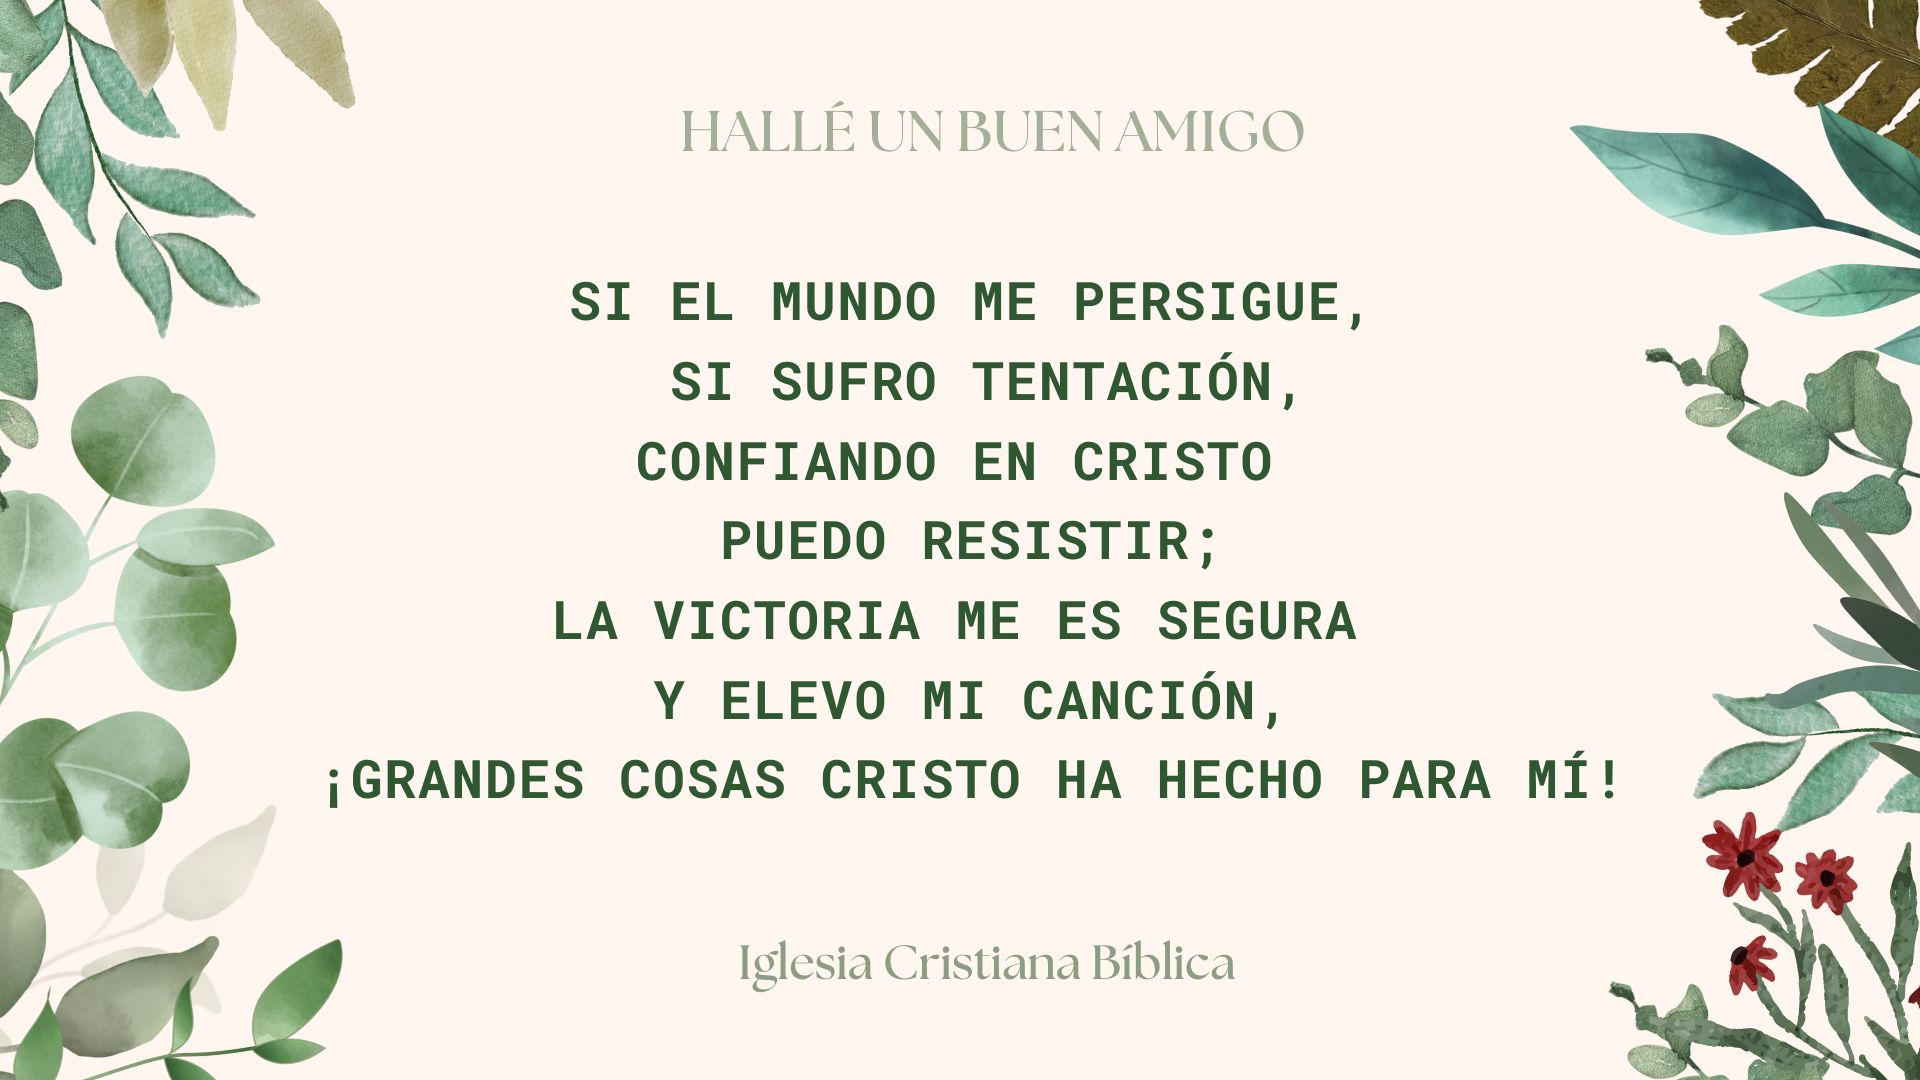 HALLÉ UN BUEN AMIGO
SI EL MUNDO ME PERSIGUE,
SI SUFRO TENTACIÓN,
CONFIANDO EN CRISTO
PUEDO RESISTIR;
LA VICTORIA ME ES SEGURA
Y ELEVO MI CANCIÓN,
¡GRANDES COSAS CRISTO HA HECHO PARA MÍ!
Iglesia Cristiana Bíblica